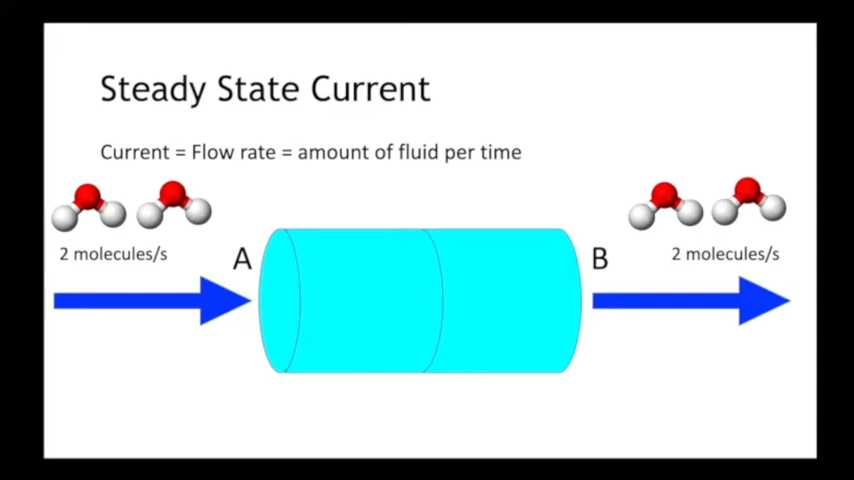 Steady State Current
Current = Flow rate = amount of fluid per time
2 molecules/s
A
B
2 molecules/s